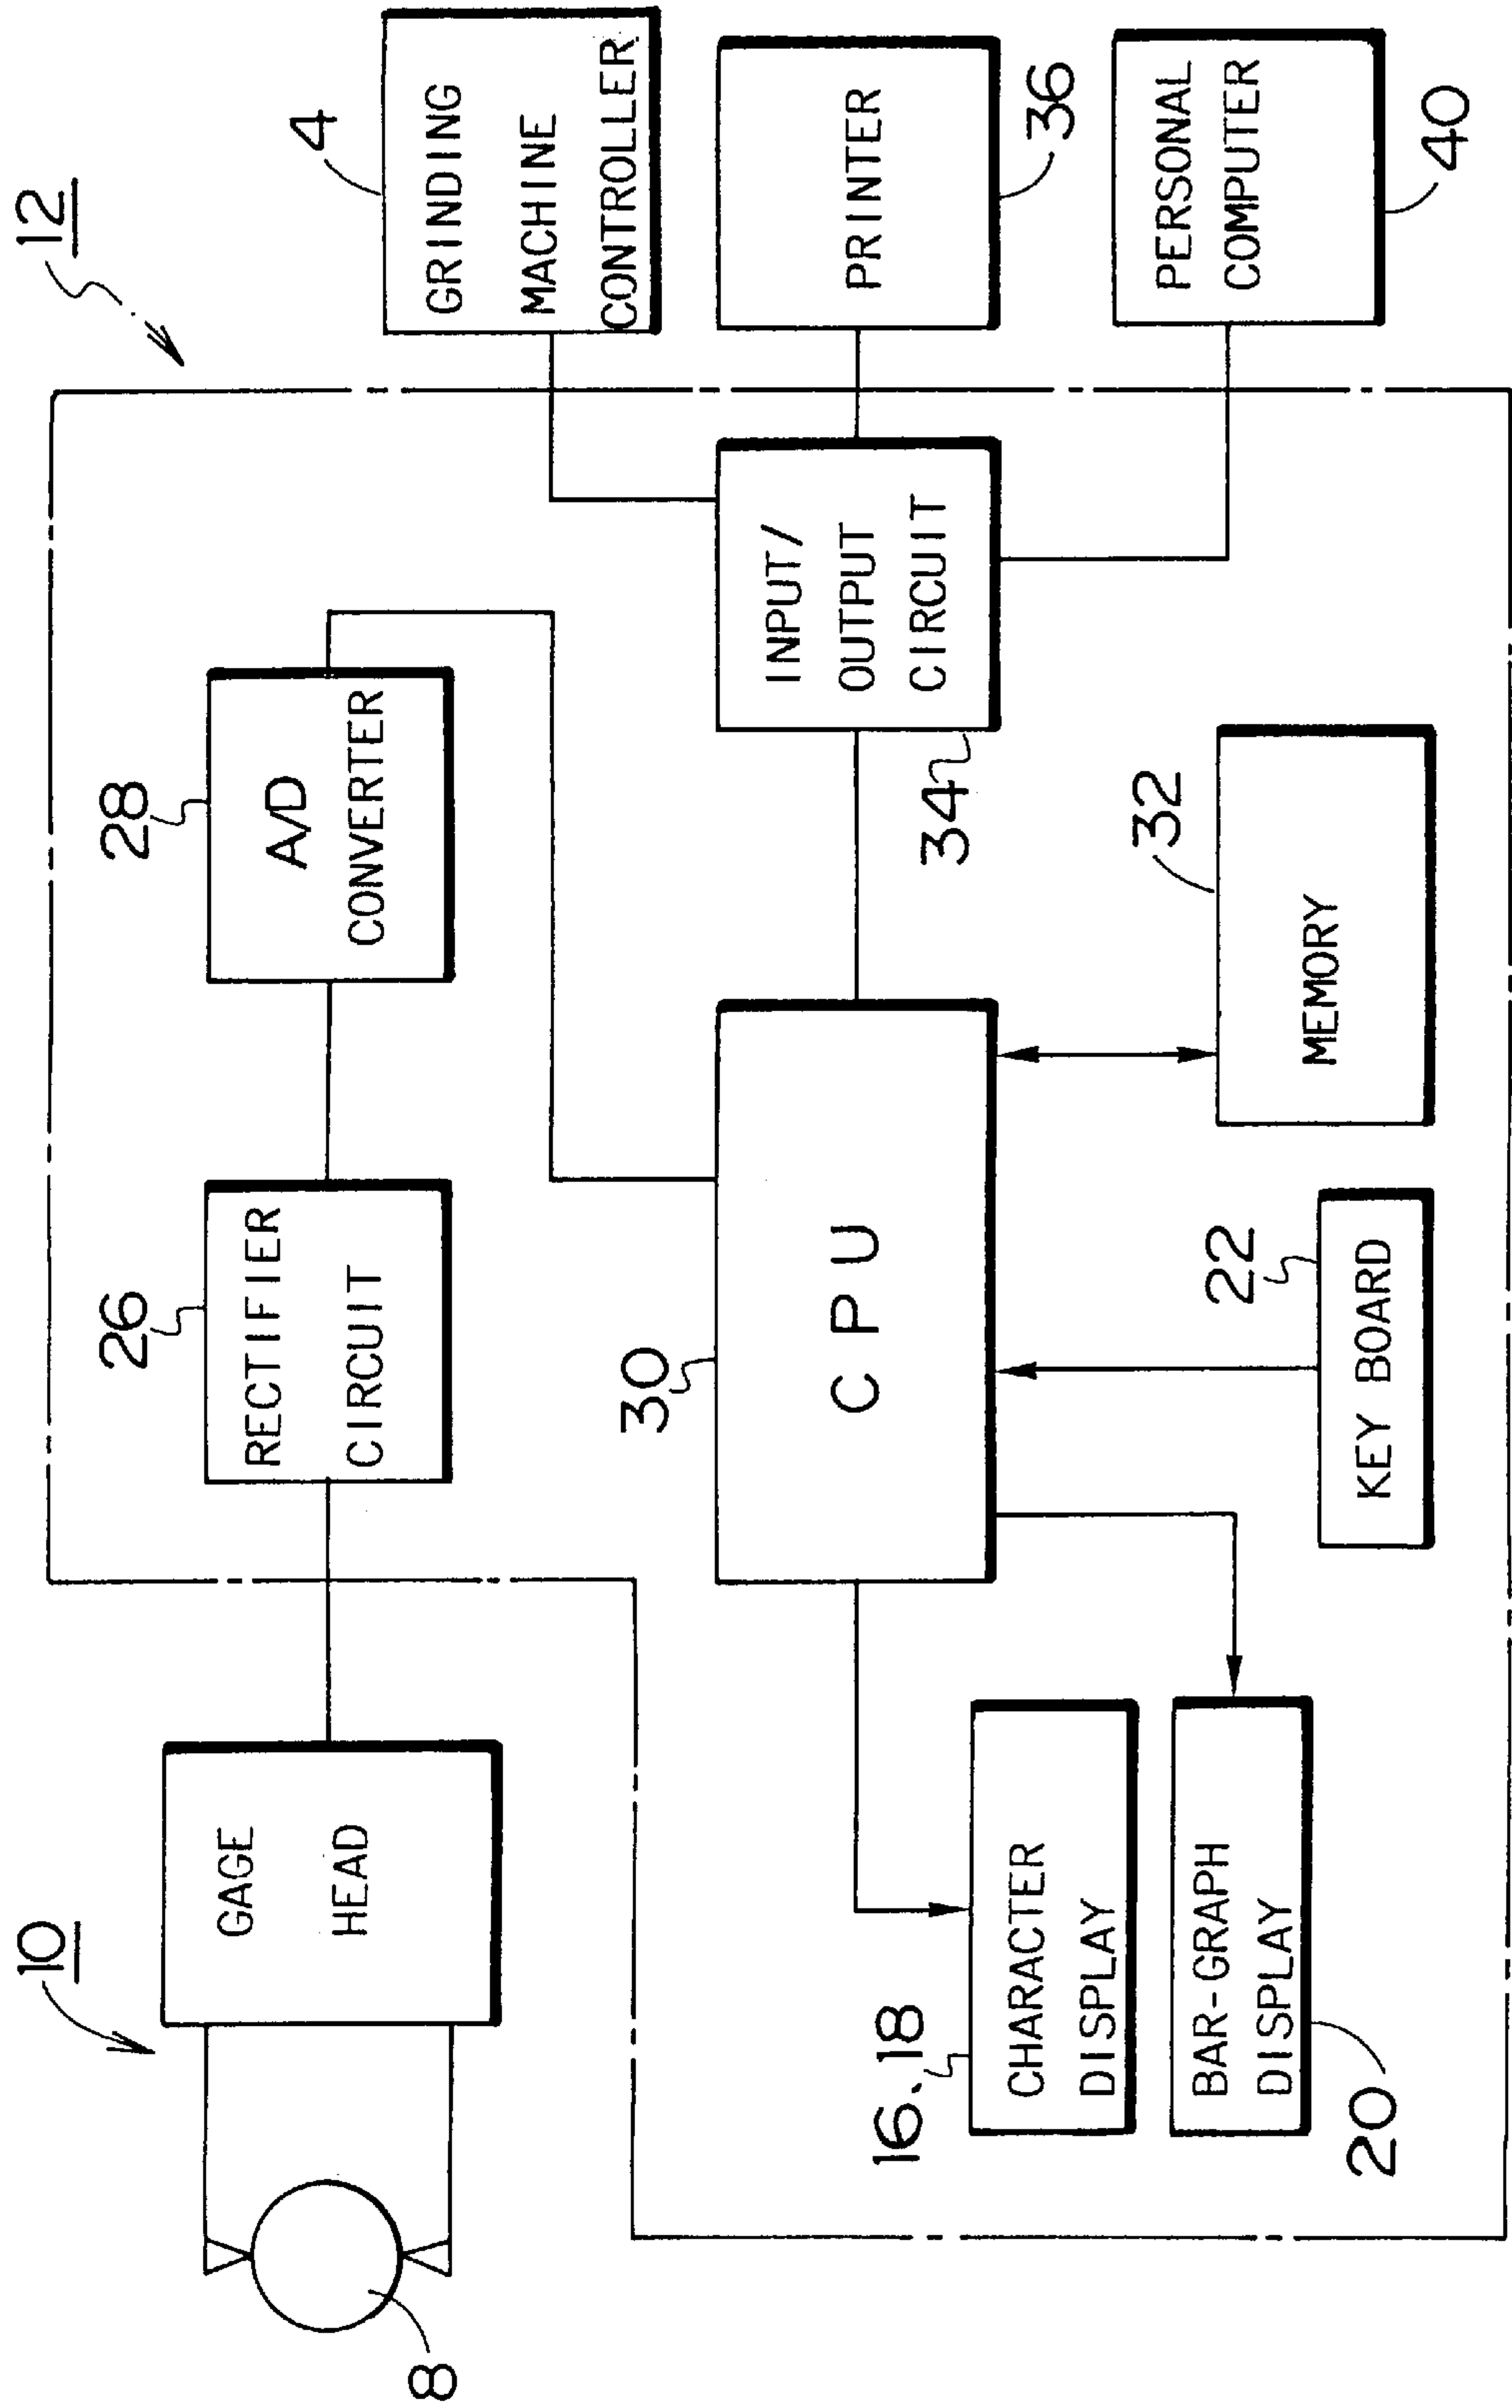 10
12
8
GAGE
HEAD
26
RECTIFIER
CIRCUIT
28
A/D
CONVERTER
4
GRINDING
MACHINE
CONTROLLER
30
C P U
34
INPUT/
OUTPUT
CIRCUIT
PRINTER
36
16、18
CHARACTER
DISPLAY
BAR-GRAPH
DISPLAY
20
22
KEY BOARD
32
MEMORY
PERSONAL
COMPUTER
40